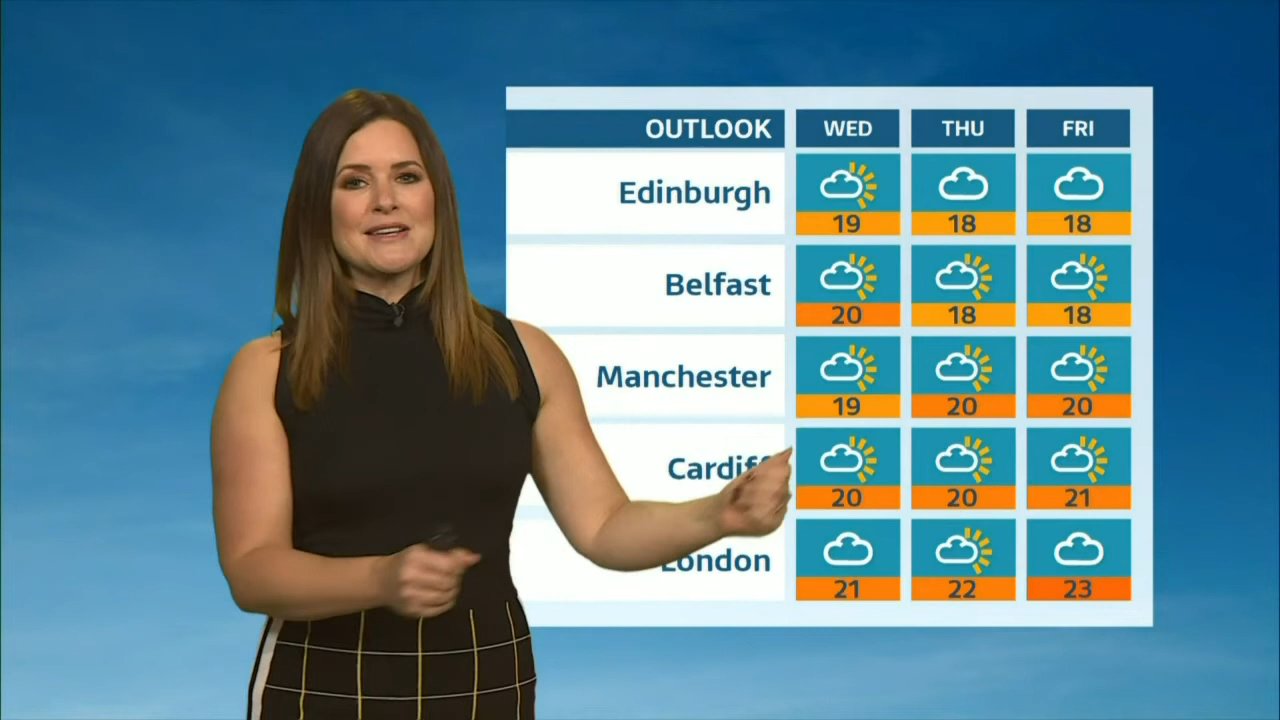 OUTLOOK WED THU FRI
Edinburgh 19 18 18
Belfast 20 18 18
Manchester 19 20 20
Cardiff 20 20 21
London 21 22 23